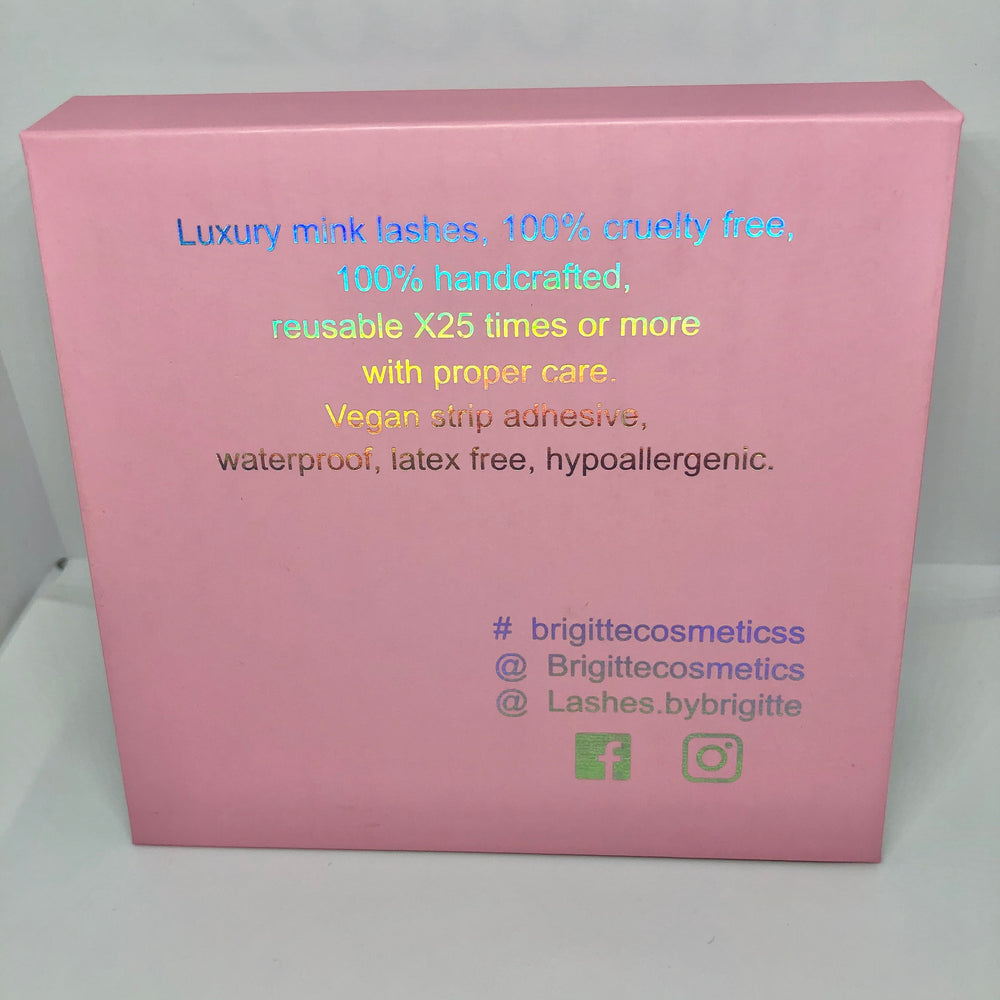 Luxury mink lashes, 100% cruelty free,
100% handcrafted,
reusable X25 times or more
with proper care.
Vegan strip adhesive,
waterproof, latex free, hypoallergenic.
# brigittecosmeticss
@ Brigittecosmetics
@ Lashes.bybrigitte